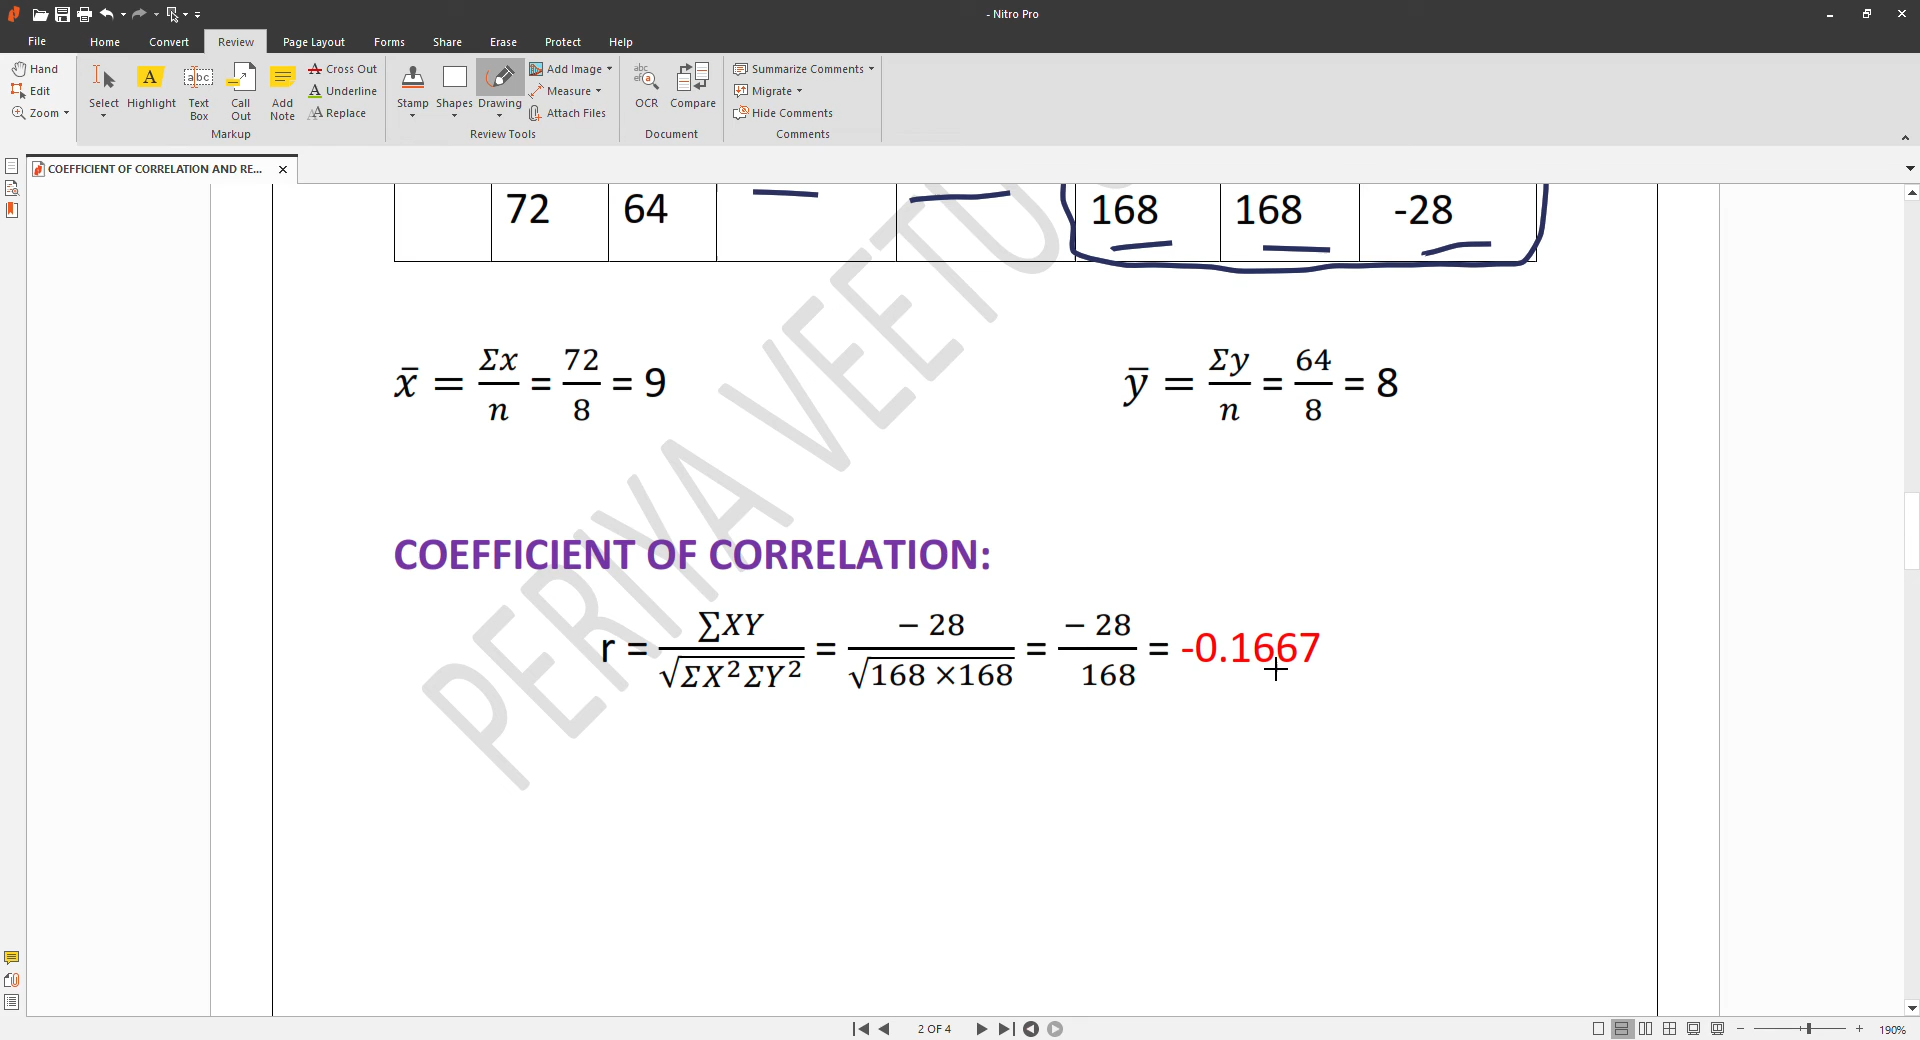 - Nitro Pro
File Home Convert Review Page Layout Forms Share Erase Protect Help
Hand
Edit
Zoom
Select
Highlight
Text Box
Call Out
Add Note
Cross Out
Underline
Replace
Markup
Stamp
Shapes
Drawing
Add Image
Measure
Attach Files
Review Tools
OCR
Compare
Document
Summarize Comments
Migrate
Hide Comments
Comments
COEFFICIENT OF CORRELATION AND RE...
72 64 168 168 -28
x̄ = Σx/n = 72/8 = 9
ȳ = Σy/n = 64/8 = 8
COEFFICIENT OF CORRELATION:
r = ∑XY/√ΣX²ΣY² = − 28/√168 ×168 = − 28/168 = -0.1667
PERIYA VEETU
2 OF 4
190%